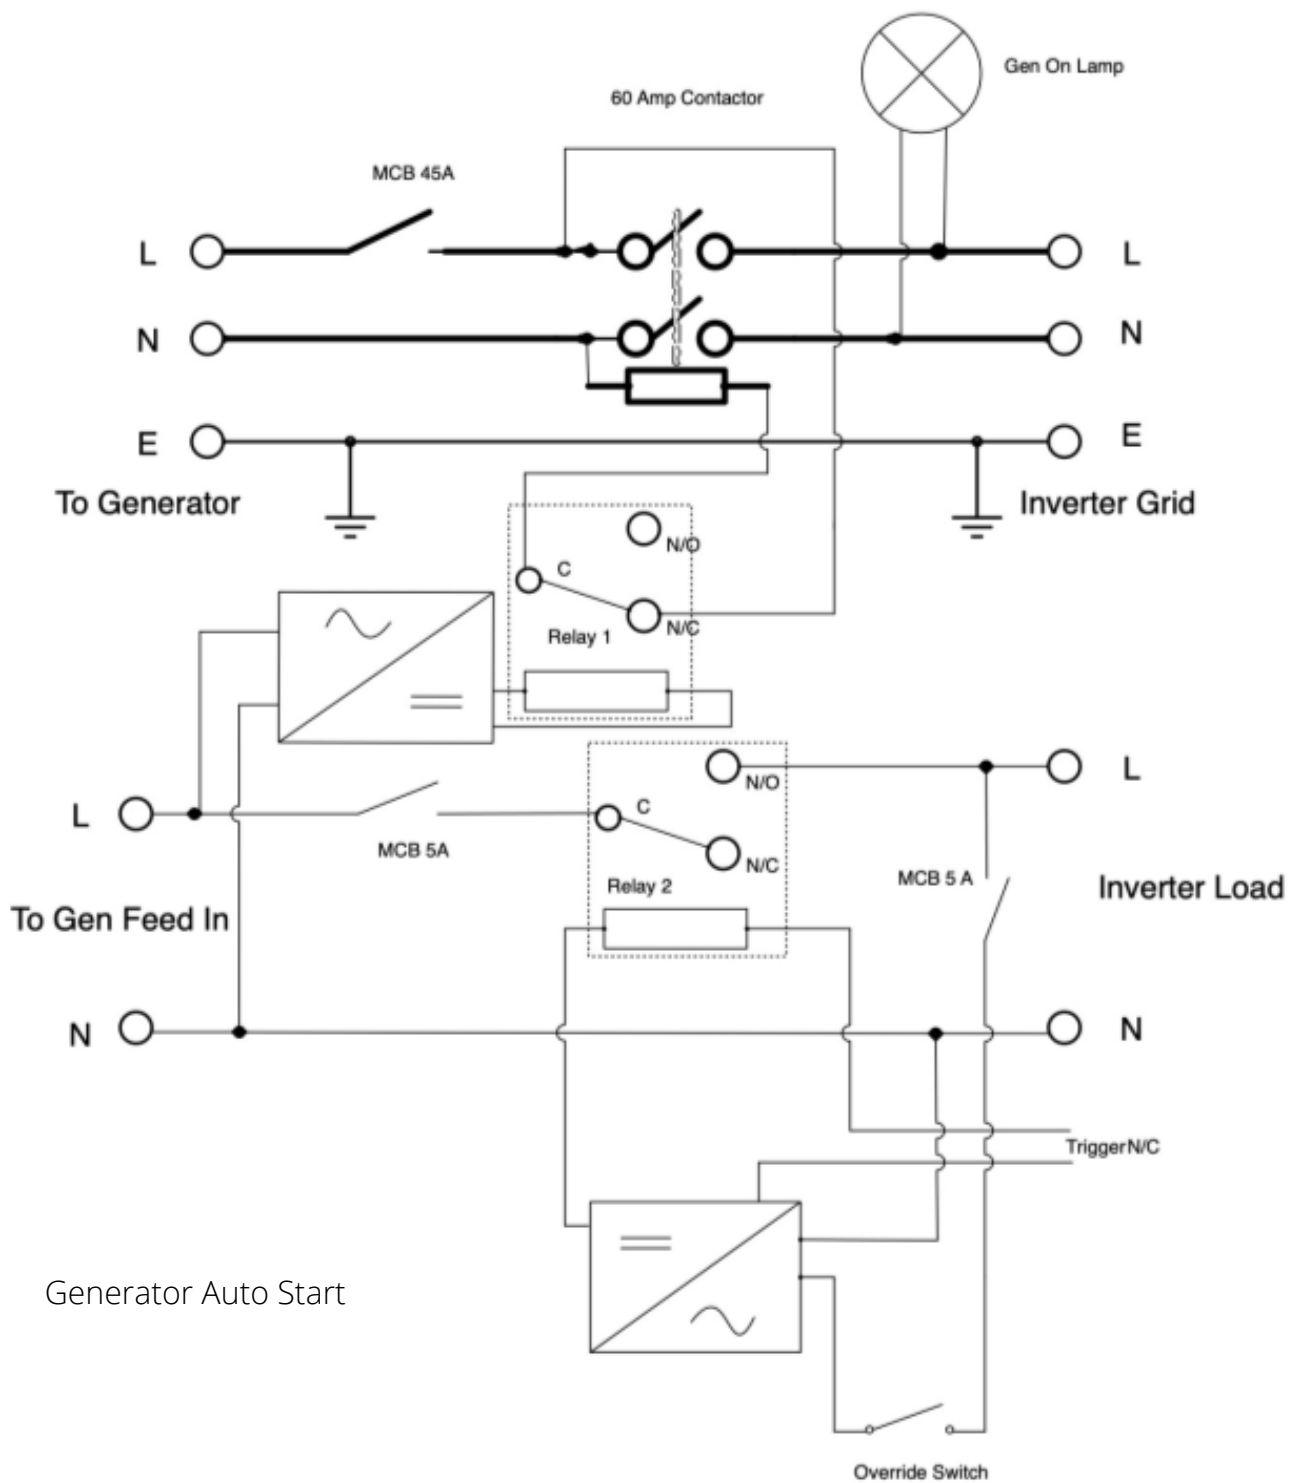 Gen On Lamp
60 Amp Contactor
MCB 45A
L
L
N
N
E
E
To Generator
Inverter Grid
N/O
C
N/C
Relay 1
L
N/O
L
C
MCB 5A
N/C
MCB 5 A
Relay 2
Inverter Load
To Gen Feed In
N
N
TriggerN/C
Generator Auto Start
Override Switch